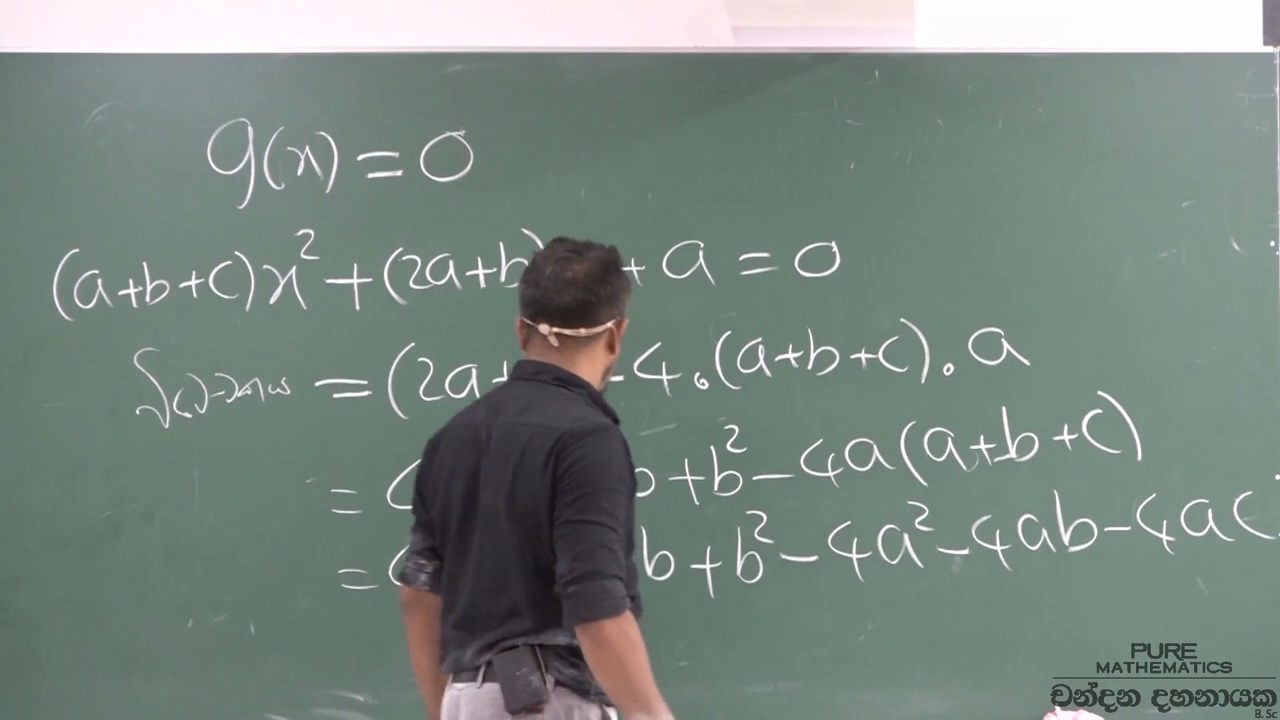 g(x) = 0
(a+b+c)x² + (2a+b) + a = 0
= (2a+ -4.(a+b+c).a
= +b² - 4a(a+b+c)
= b + b² - 4a² - 4ab - 4ac
PURE
MATHEMATICS
චන්දන දහනායක
B.Sc